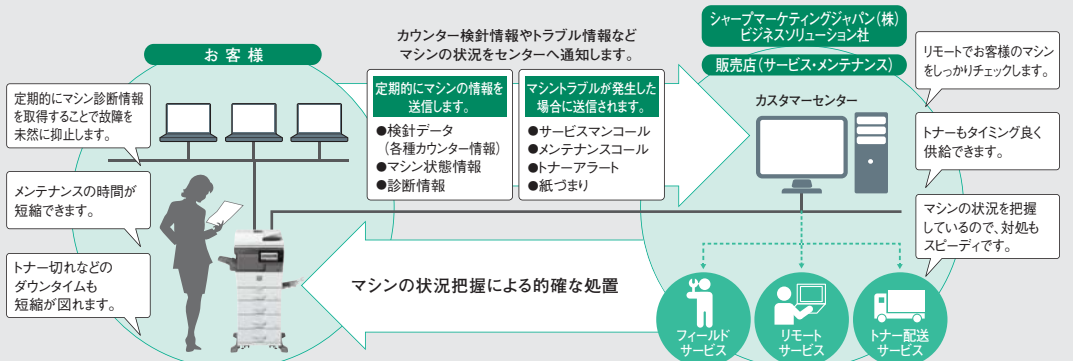 お客様
定期的にマシン診断情報
を取得することで故障を
未然に抑止します。
メンテナンスの時間が
短縮できます。
トナー切れなどの
ダウンタイムも
短縮が図れます。
カウンター検針情報やトラブル情報など
マシンの状況をセンターへ通知します。
定期的にマシンの情報を
送信します。
●検針データ
(各種カウンター情報)
●マシン状態情報
●診断情報
マシントラブルが発生した
場合に送信されます。
●サービスマンコール
●メンテナンスコール
●トナーアラート
●紙づまり
マシンの状況把握による的確な処置
シャープマーケティングジャパン(株)
ビジネスソリューション社
販売店(サービス・メンテナンス)
カスタマーセンター
リモートでお客様のマシン
をしっかりチェックします。
トナーもタイミング良く
供給できます。
マシンの状況を把握
しているので、対処も
スピーディです。
フィールド
サービス
リモート
サービス
トナー配送
サービス